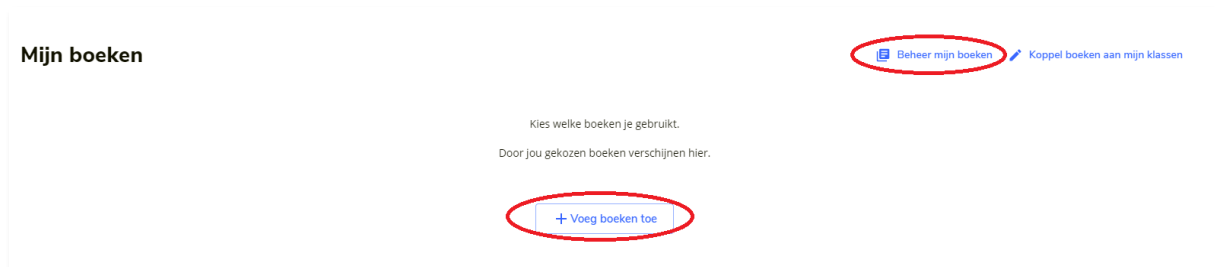 Mijn boeken
Beheer mijn boeken
Koppel boeken aan mijn klassen
Kies welke boeken je gebruikt.
Door jou gekozen boeken verschijnen hier.
+ Voeg boeken toe